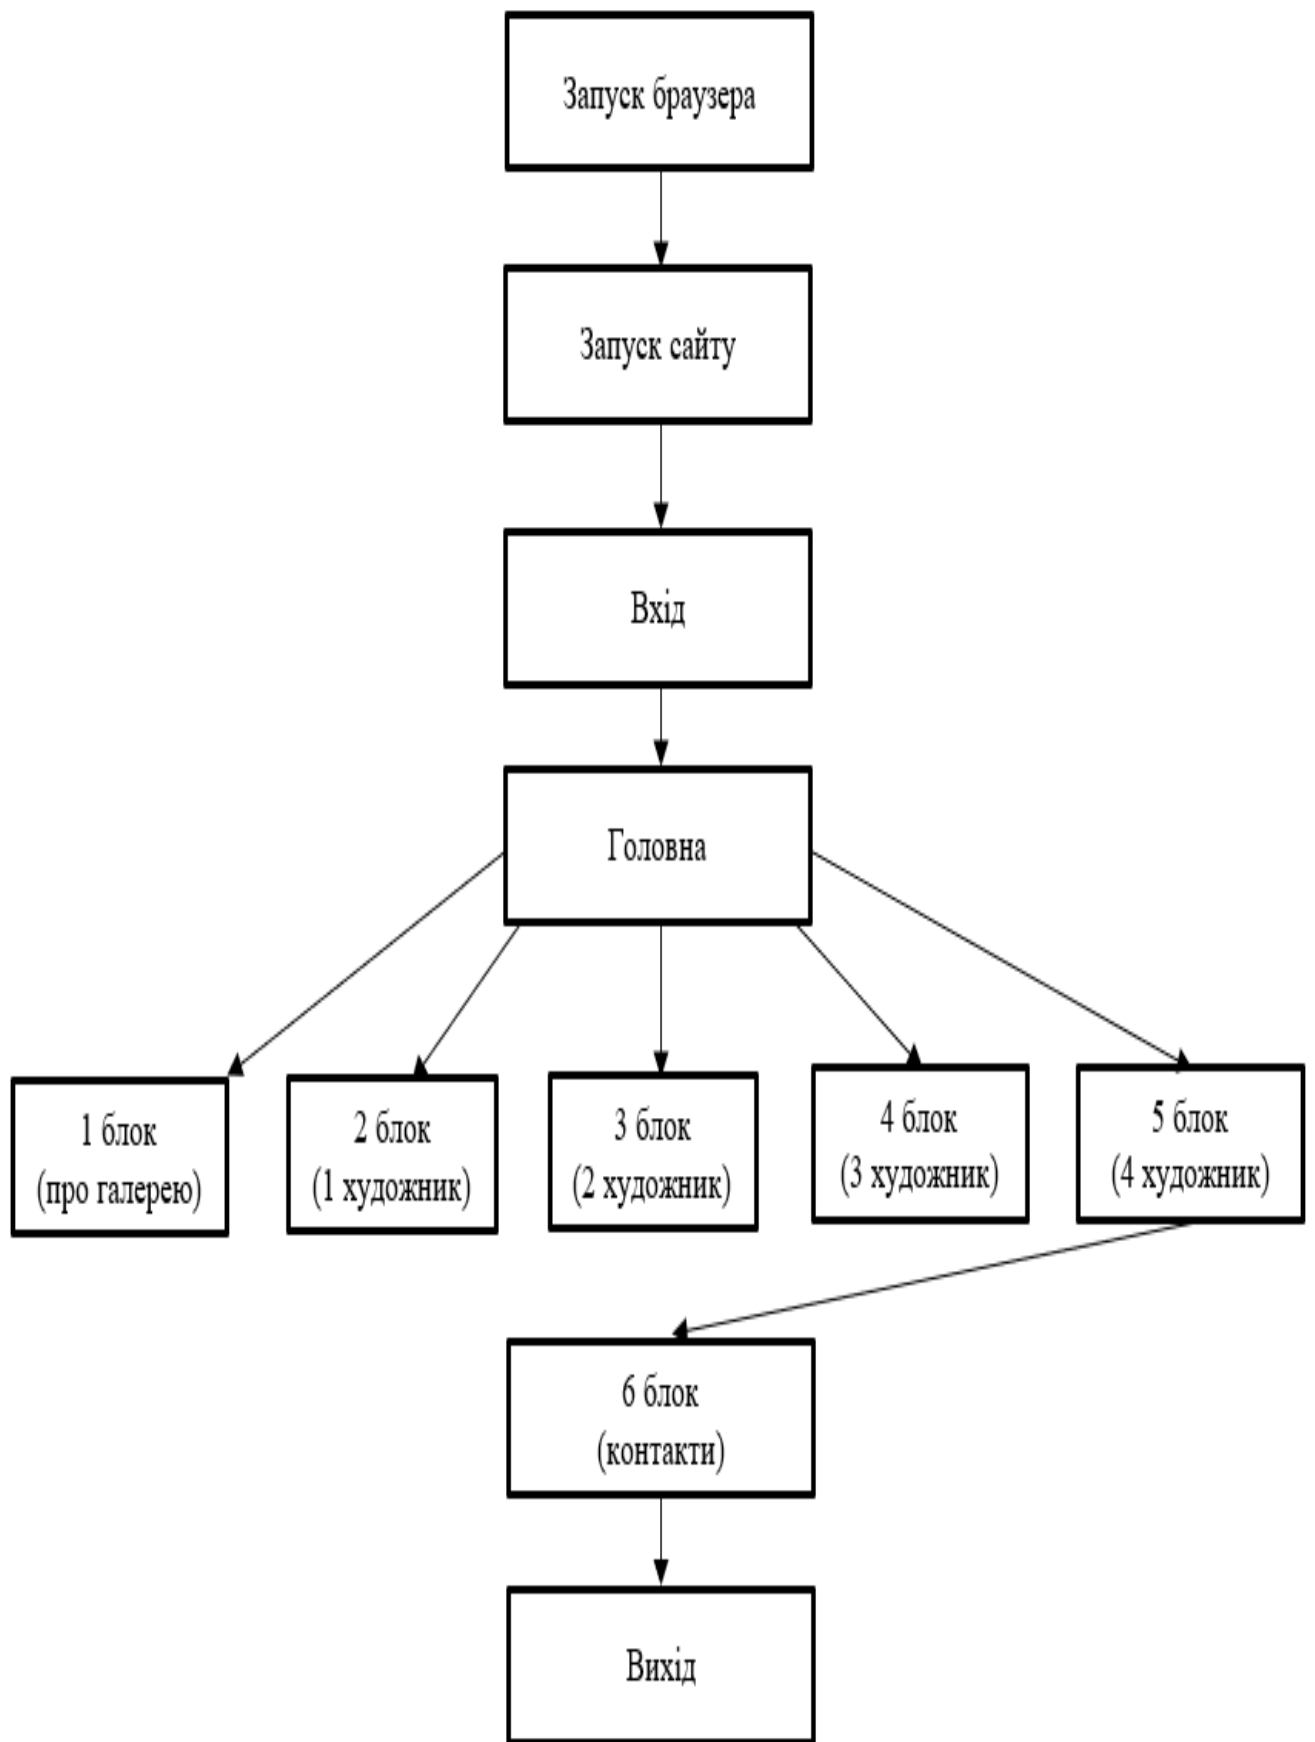 Запуск браузера
Запуск сайту
Вхід
Головна
1 блок
(про галерею)
2 блок
(1 художник)
3 блок
(2 художник)
4 блок
(3 художник)
5 блок
(4 художник)
6 блок
(контакти)
Вихід